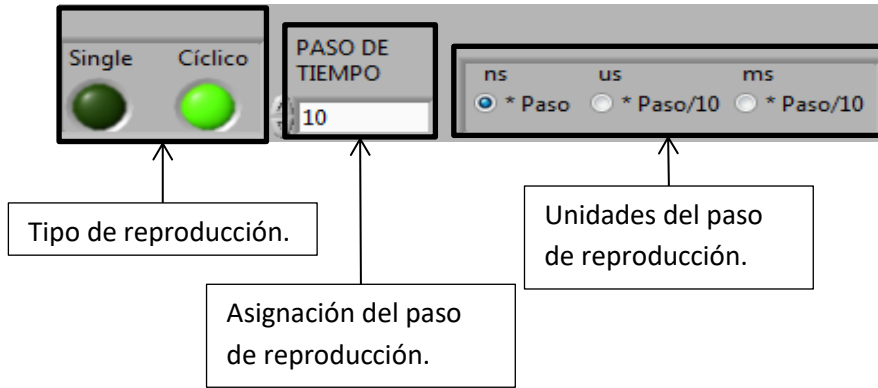 Single Cíclico
PASO DE
TIEMPO
10
ns us ms
* Paso * Paso/10 * Paso/10
Tipo de reproducción.
Unidades del paso
de reproducción.
Asignación del paso
de reproducción.